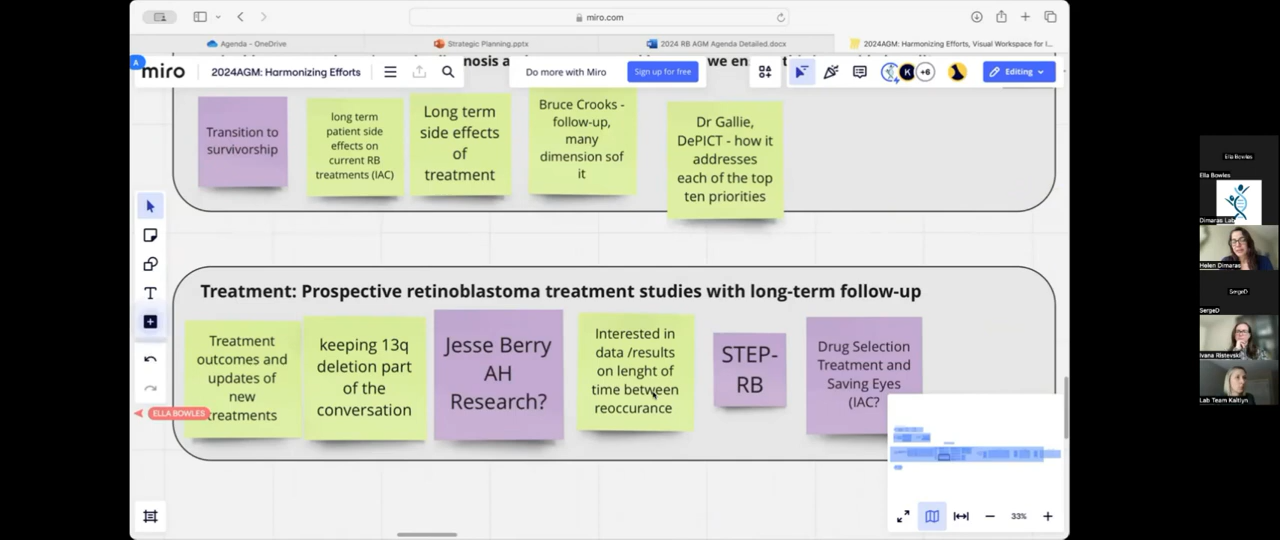 miro.com
Agenda - OneDrive
Strategic Planning.pptx
2024 RB AGM Agenda Detailed.docx
2024AGM: Harmonizing Efforts, Visual Workspace for I...
A
miro
2024AGM: Harmonizing Efforts
Do more with Miro
Sign up for free
K
+6
Editing
Transition to
survivorship
long term
patient side
effects on
current RB
treatments (IAC)
Long term
side effects
of
treatment
Bruce Crooks -
follow-up,
many
dimension sof
it
Dr Gallie,
DePICT - how it
addresses
each of the top
ten priorities
Treatment: Prospective retinoblastoma treatment studies with long-term follow-up
Treatment
outcomes and
updates of
new
treatments
keeping 13q
deletion part
of the
conversation
Jesse Berry
AH
Research?
Interested in
data /results
on lenght of
time between
reoccurance
STEP-
RB
Drug Selection
Treatment and
Saving Eyes
(IAC?
ELLA BOWLES
33%
Ella Bowles
Ella Bowles
Dimaras Lab
Helen Dimaras
SergeD
SergeD
Ivana Ristevski
Lab Team Kaitlyn